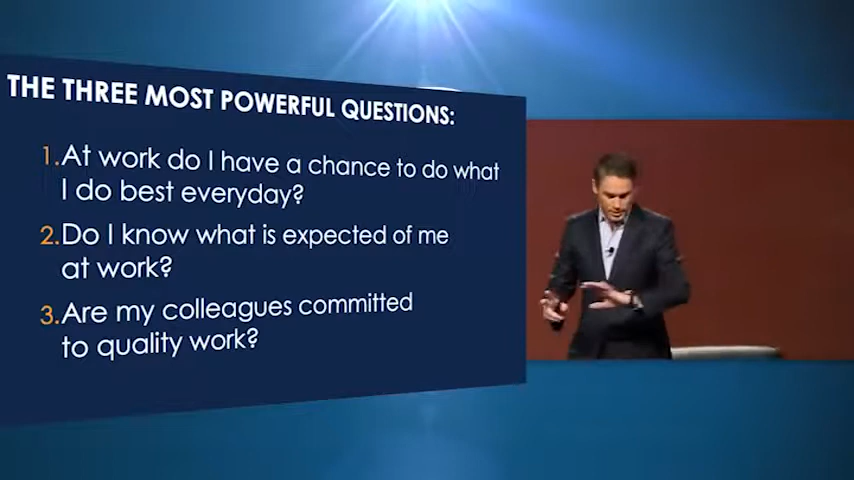 THE THREE MOST POWERFUL QUESTIONS:
1. At work do I have a chance to do what
I do best everyday?
2. Do I know what is expected of me
at work?
3. Are my colleagues committed
to quality work?